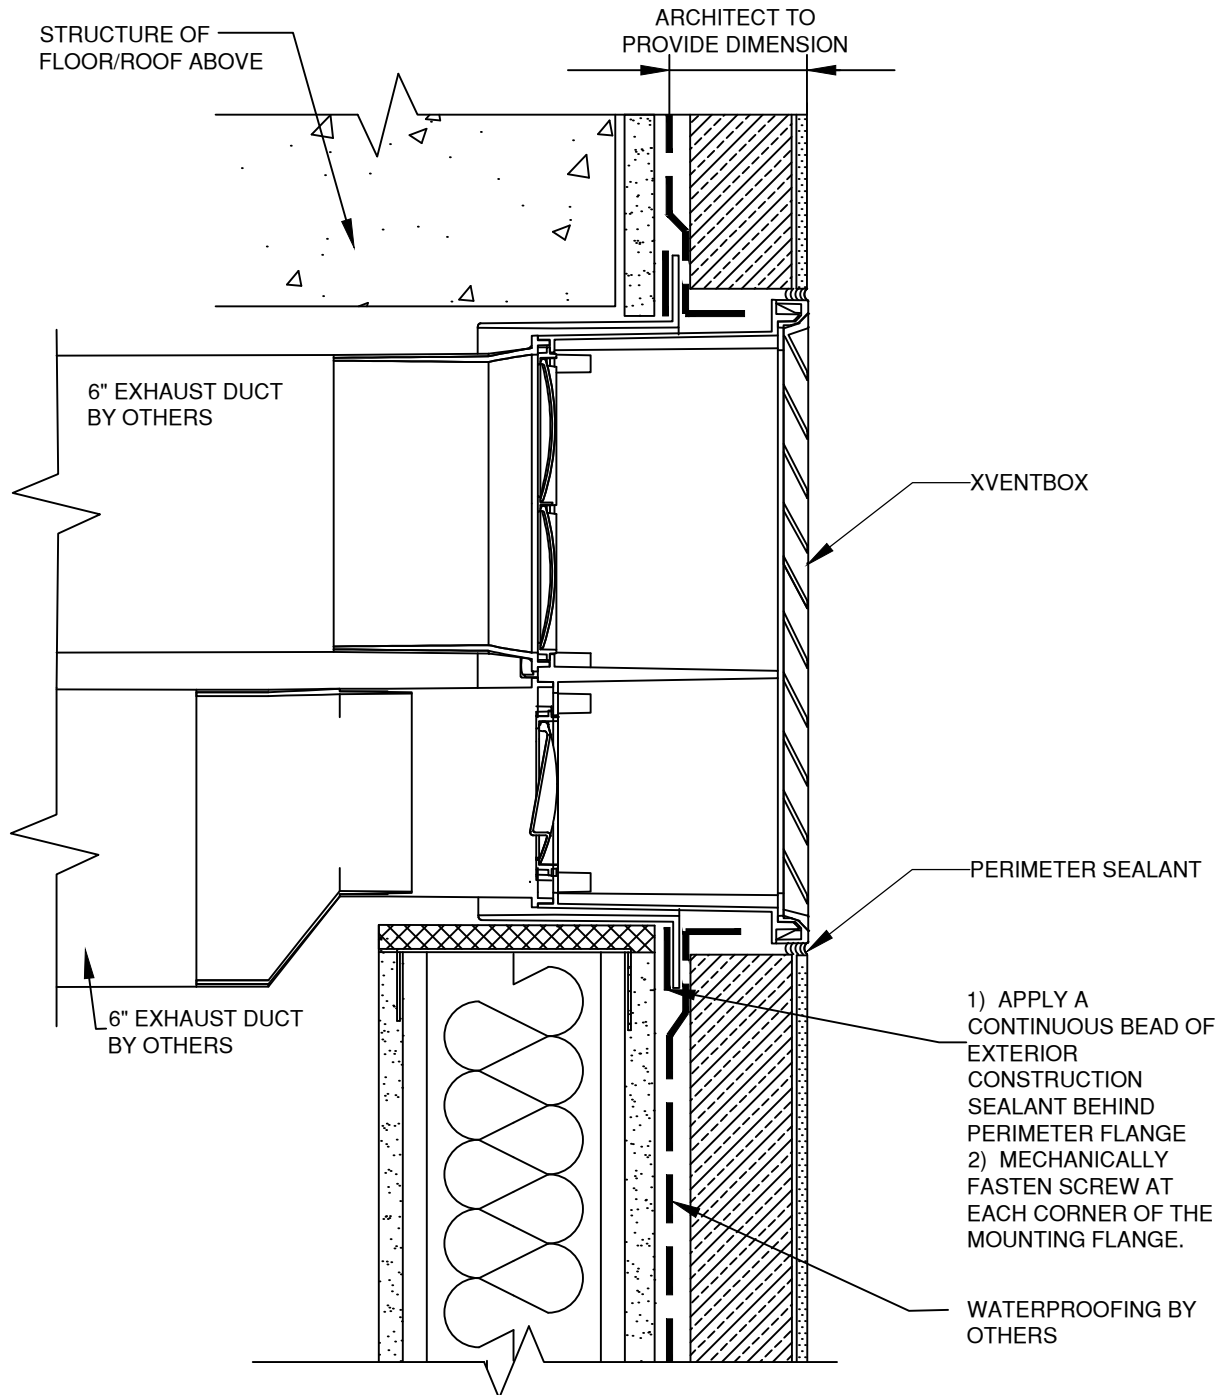 STRUCTURE OF
FLOOR/ROOF ABOVE
ARCHITECT TO
PROVIDE DIMENSION
6" EXHAUST DUCT
BY OTHERS
XVENTBOX
PERIMETER SEALANT
6" EXHAUST DUCT
BY OTHERS
1) APPLY A
CONTINUOUS BEAD OF
EXTERIOR
CONSTRUCTION
SEALANT BEHIND
PERIMETER FLANGE
2) MECHANICALLY
FASTEN SCREW AT
EACH CORNER OF THE
MOUNTING FLANGE.
WATERPROOFING BY
OTHERS